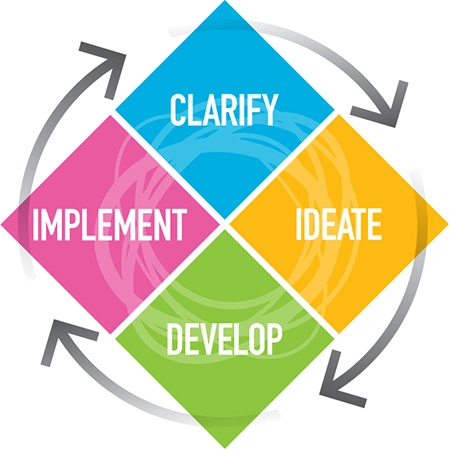 CLARIFY
IMPLEMENT
IDEATE
DEVELOP